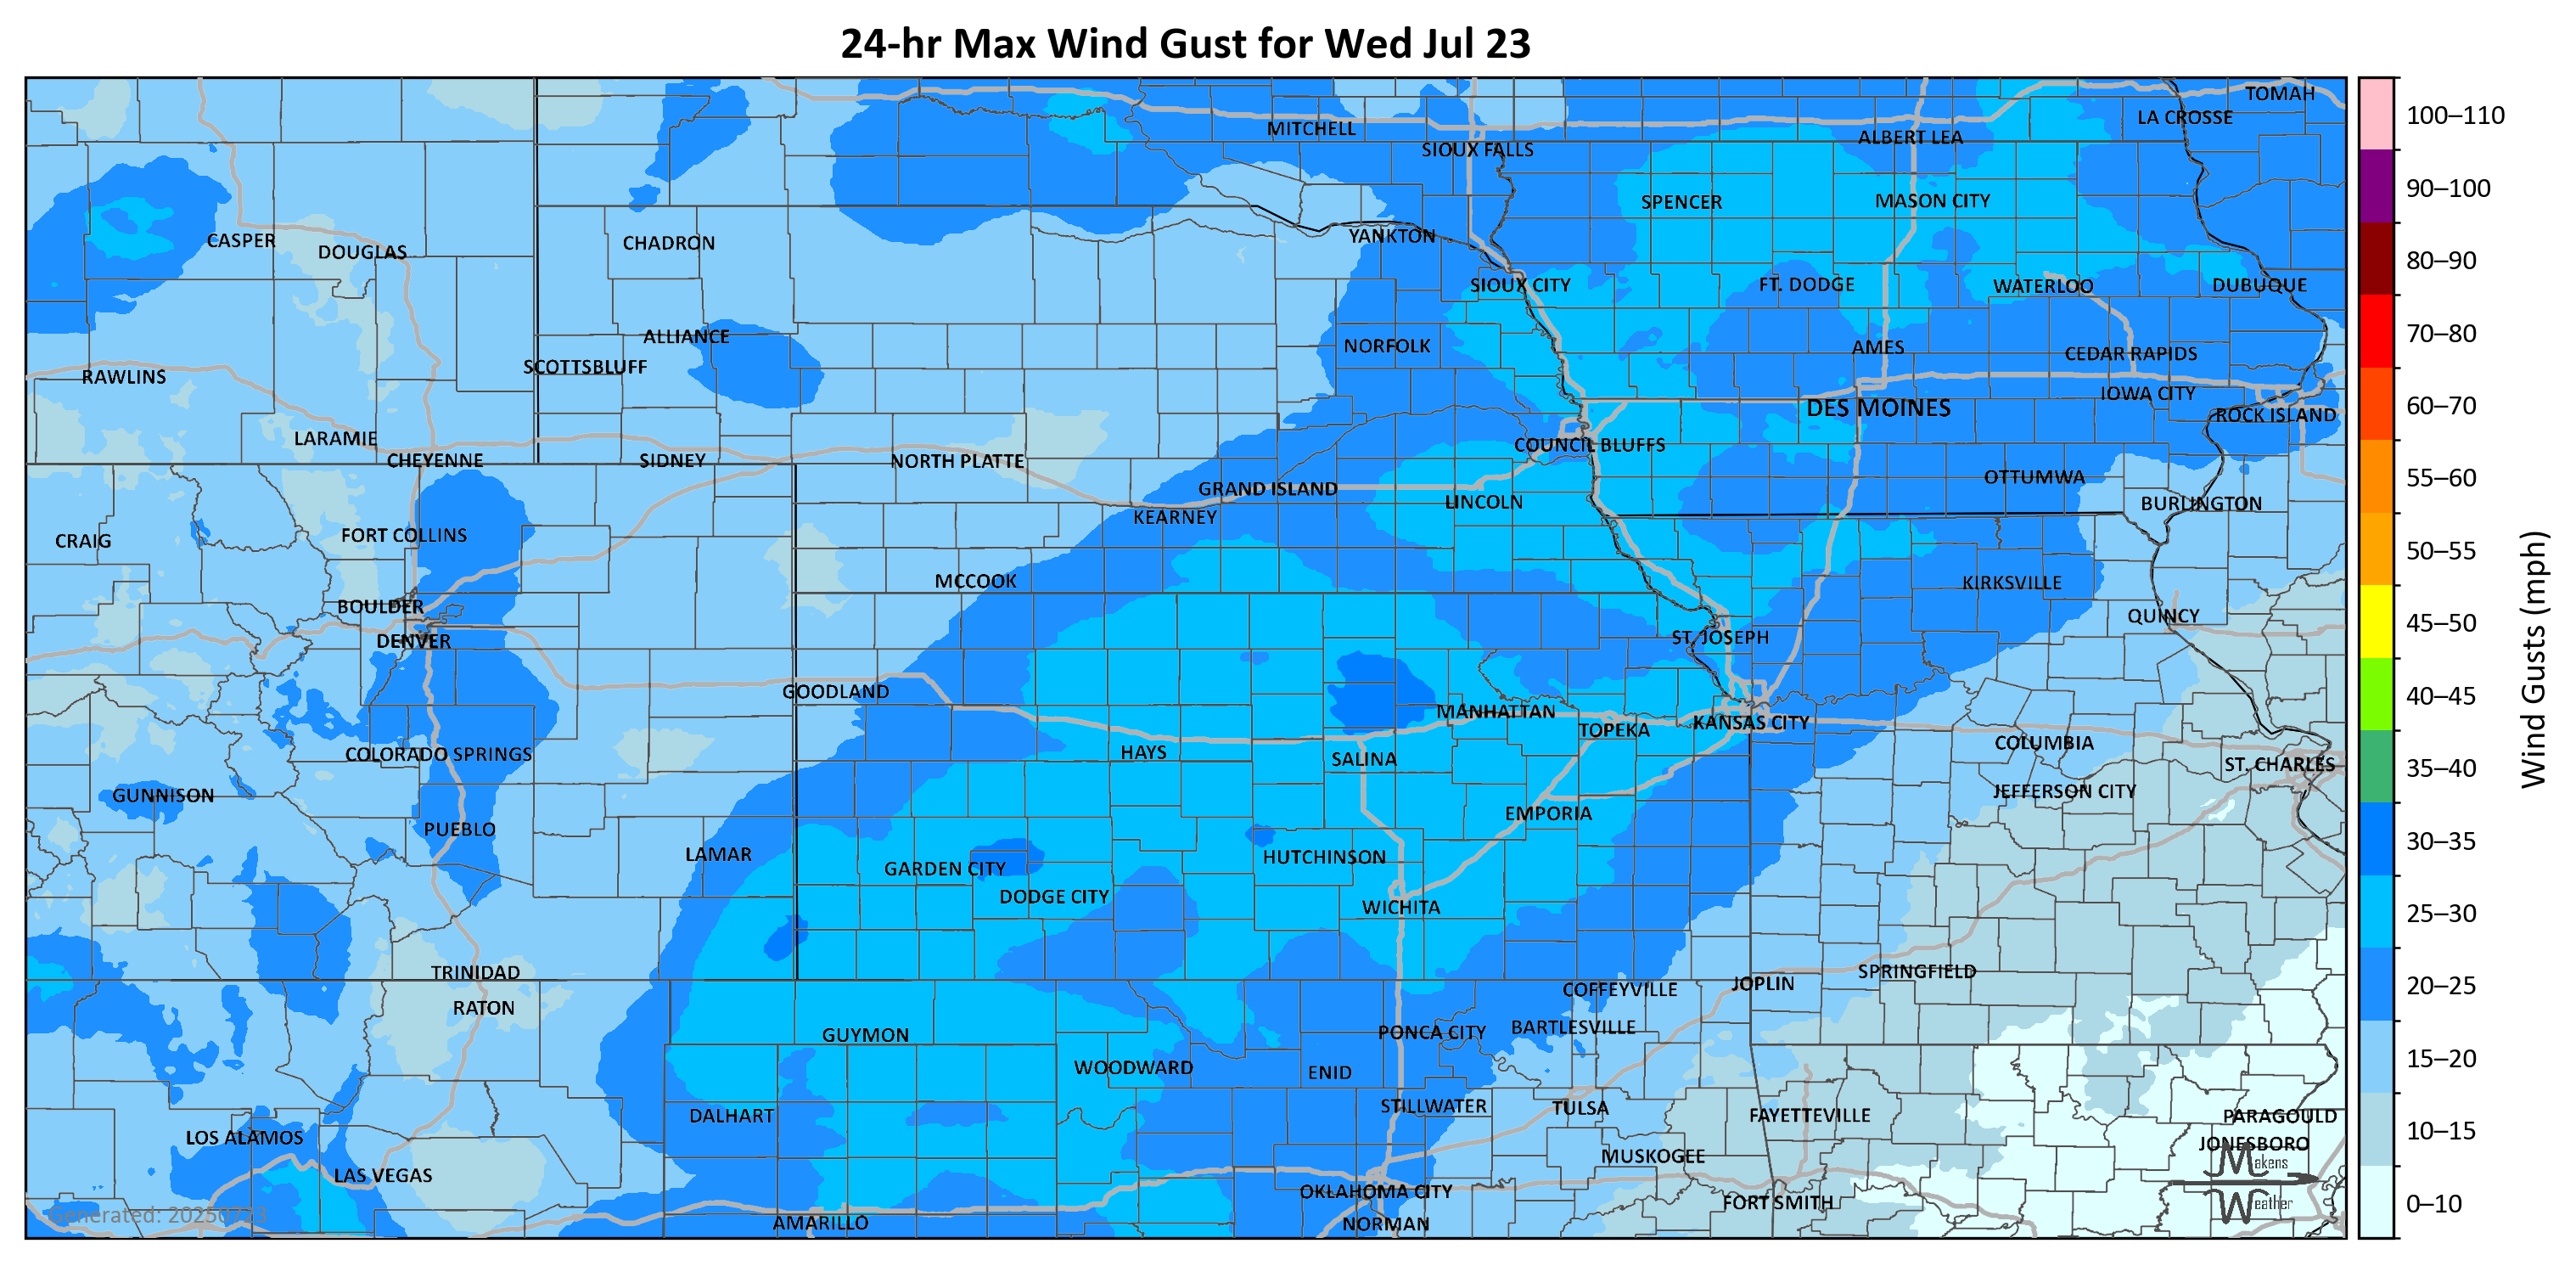 24-hr Max Wind Gust for Wed Jul 23
TOMAH
LA CROSSE
MITCHELL
ALBERT LEA
SIOUX FALLS
SPENCER
MASON CITY
CASPER
DOUGLAS
CHADRON
YANKTON
SIOUX CITY
FT. DODGE
WATERLOO
DUBUQUE
ALLIANCE
NORFOLK
AMES
CEDAR RAPIDS
SCOTTSBLUFF
RAWLINS
IOWA CITY
DES MOINES
ROCK ISLAND
LARAMIE
COUNCIL BLUFFS
CHEYENNE
SIDNEY
NORTH PLATTE
OTTUMWA
GRAND ISLAND
LINCOLN
BURLINGTON
KEARNEY
CRAIG
FORT COLLINS
MCCOOK
KIRKSVILLE
BOULDER
QUINCY
DENVER
ST. JOSEPH
GOODLAND
MANHATTAN
TOPEKA
KANSAS CITY
COLORADO SPRINGS
HAYS
SALINA
COLUMBIA
ST. CHARLES
GUNNISON
JEFFERSON CITY
EMPORIA
PUEBLO
LAMAR
GARDEN CITY
HUTCHINSON
DODGE CITY
WICHITA
TRINIDAD
SPRINGFIELD
JOPLIN
COFFEYVILLE
RATON
GUYMON
PONCA CITY
BARTLESVILLE
WOODWARD
ENID
DALHART
STILLWATER
TULSA
FAYETTEVILLE
PARAGOULD
LOS ALAMOS
JONESBORO
LAS VEGAS
MUSKOGEE
OKLAHOMA CITY
FORT SMITH
AMARILLO
NORMAN
Generated: 20250723
Makens
Weather
100–110
90–100
80–90
70–80
60–70
55–60
50–55
45–50
40–45
35–40
30–35
25–30
20–25
15–20
10–15
0–10
Wind Gusts (mph)